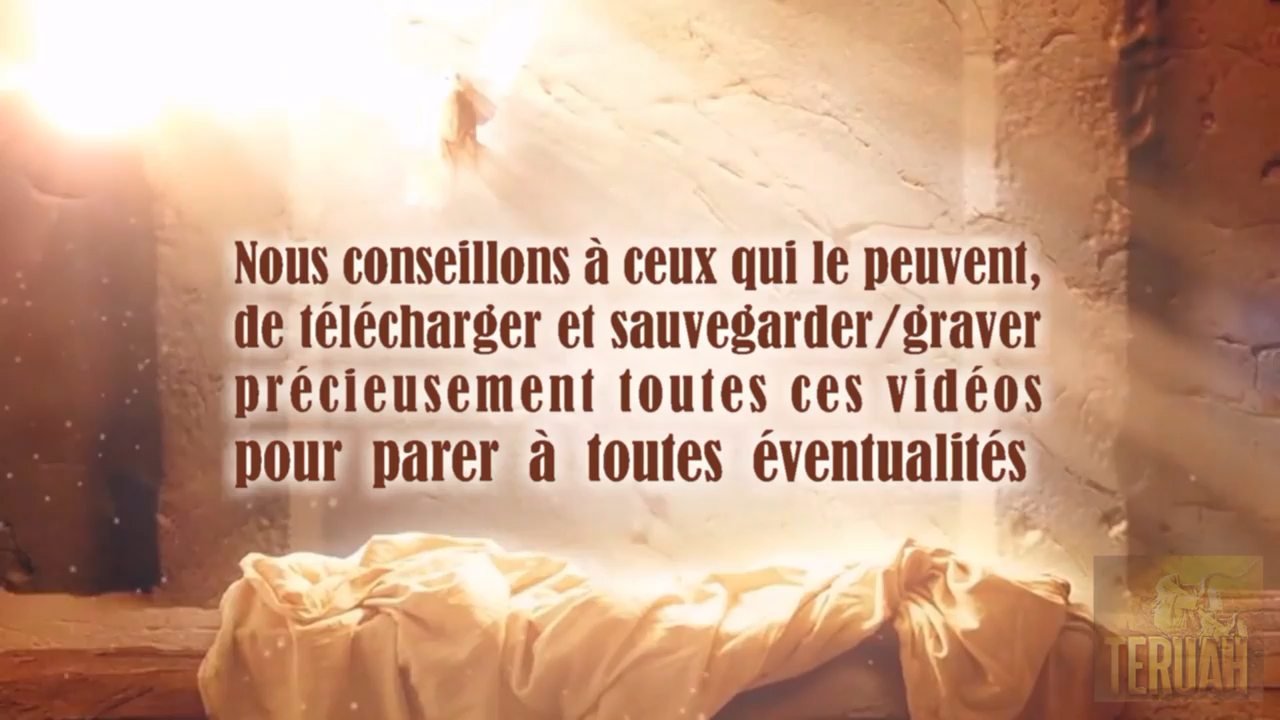 Nous conseillons à ceux qui le peuvent,
de télécharger et sauvegarder/graver
précieusement toutes ces vidéos
pour parer à toutes éventualités
TERUAH